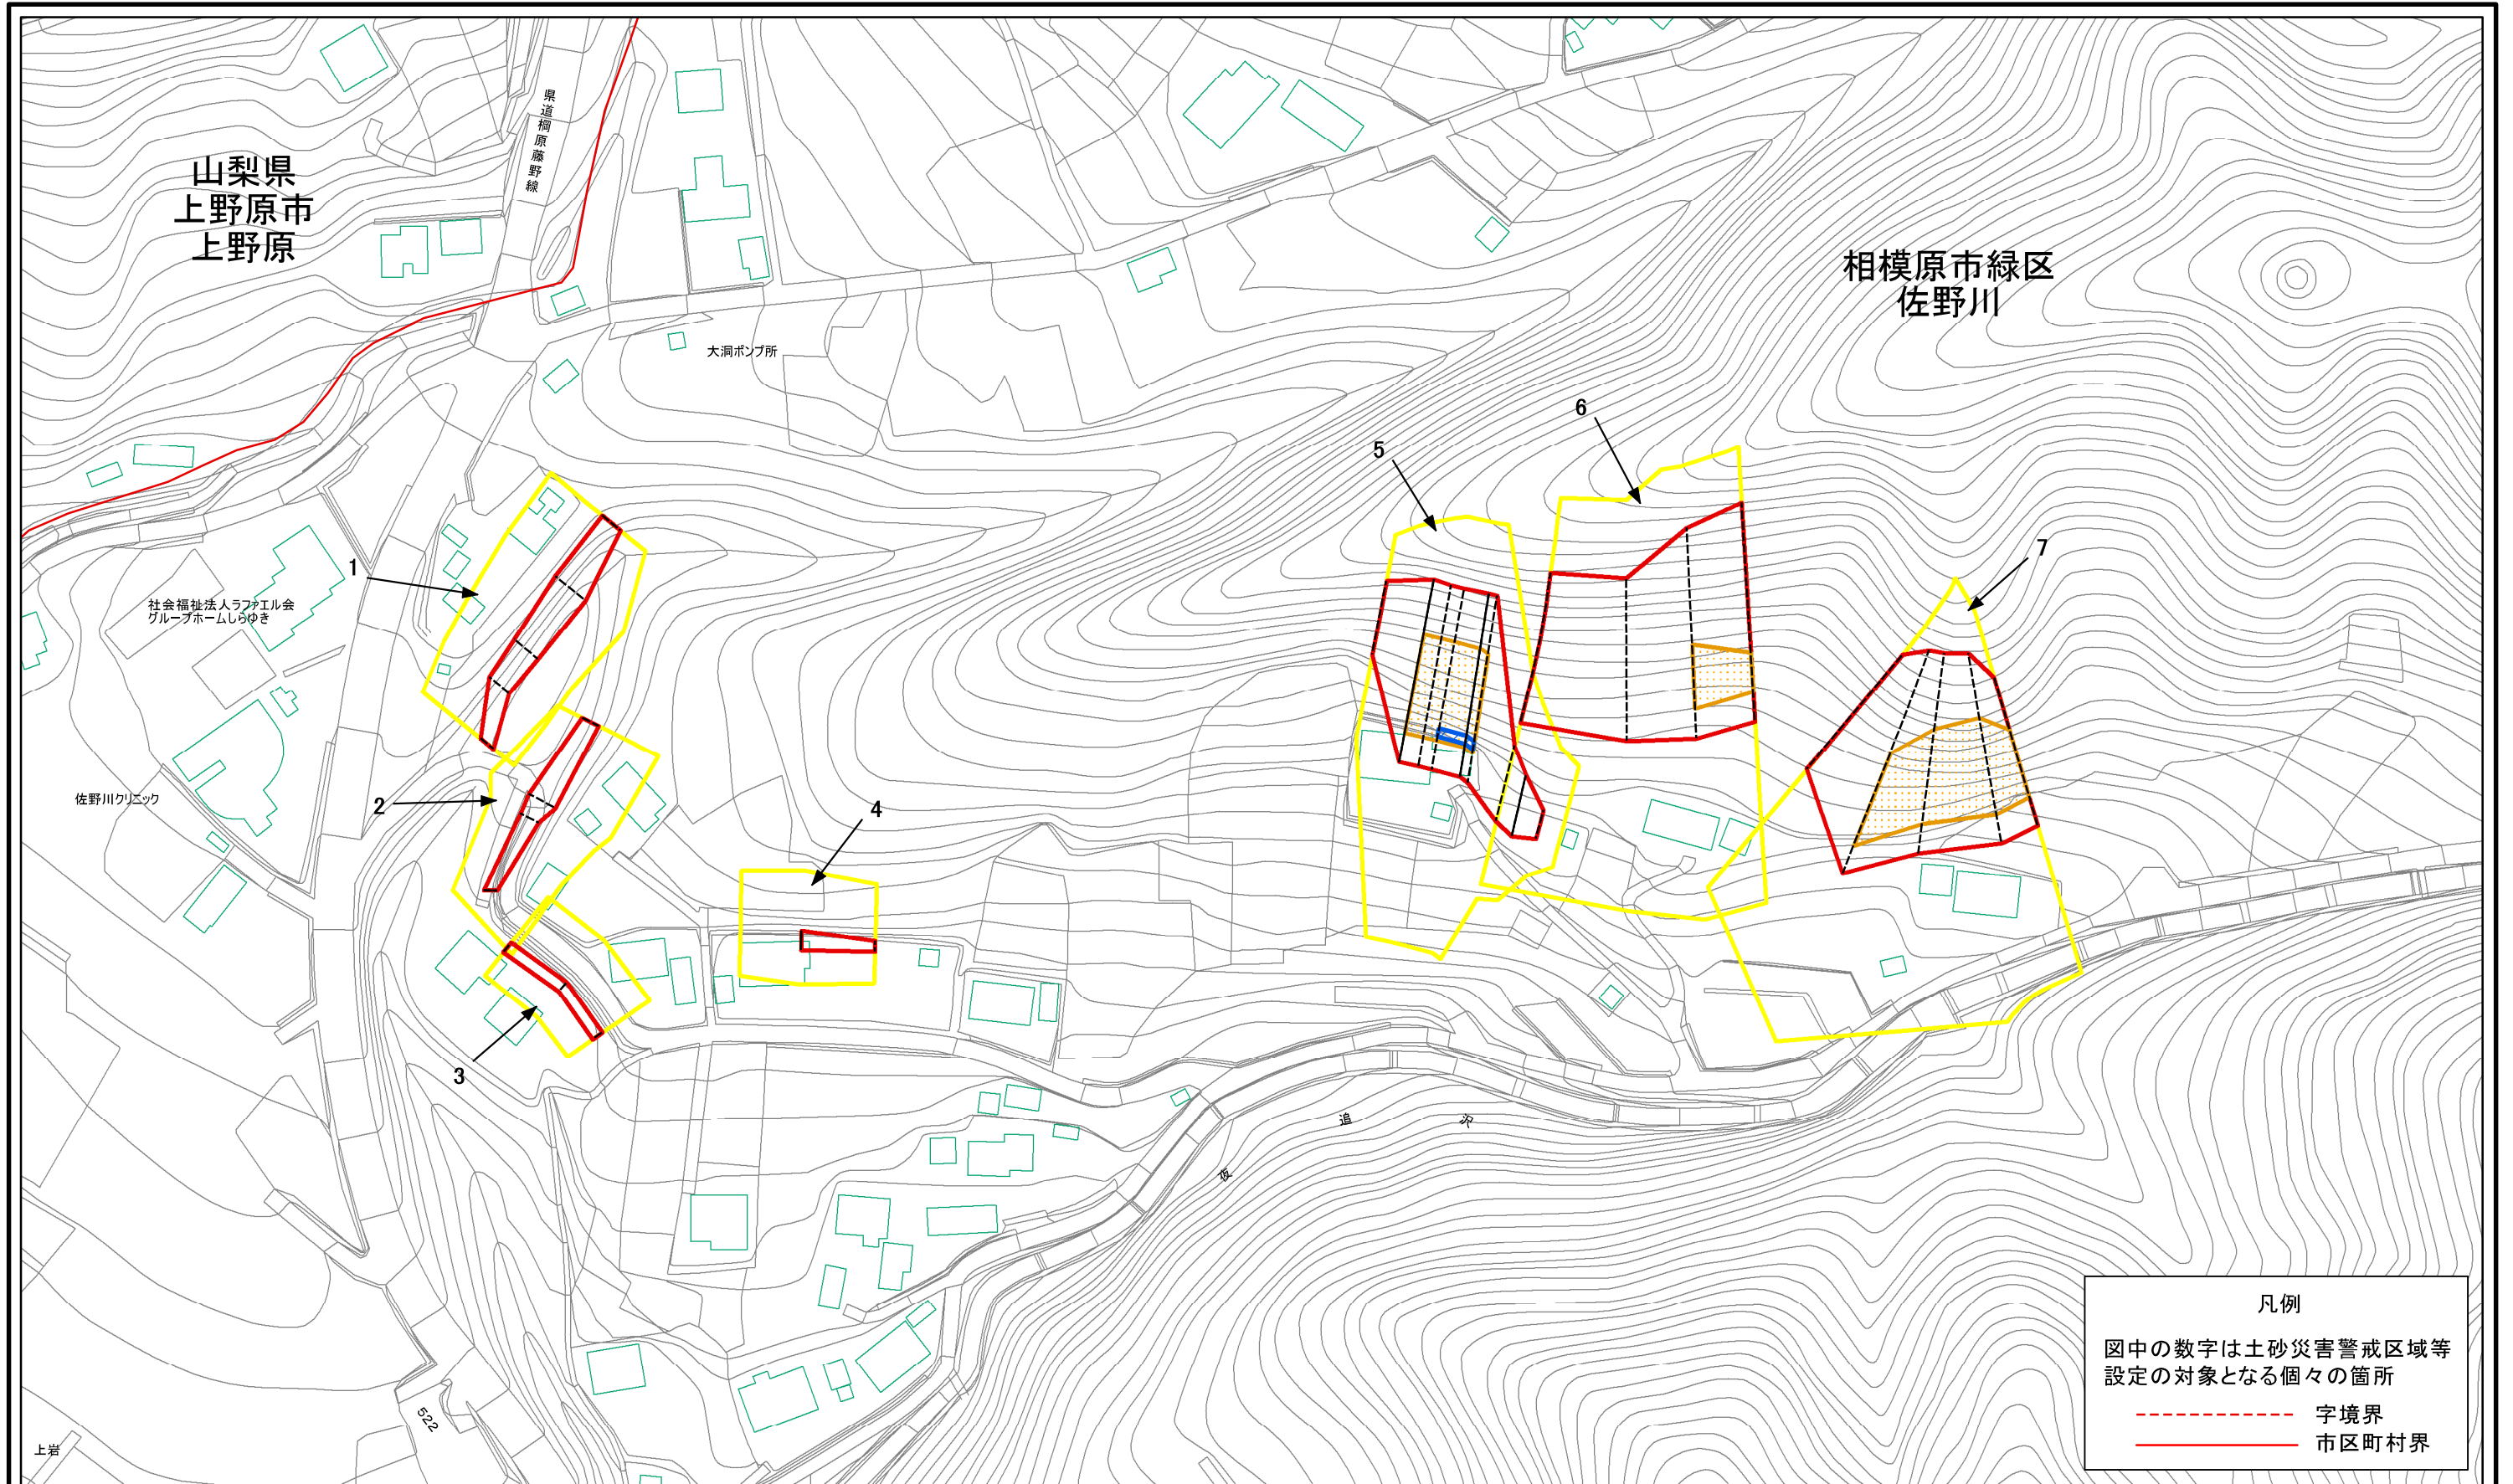 県道棡原藤野線
山梨県
上野原市
上野原
相模原市緑区
佐野川
大洞ポンプ所
6
5
7
1
社会福祉法人ラファエル会
グループホームしらゆき
佐野川クリニック
2
4
3
追
沢
夜
522
上岩
凡例
図中の数字は土砂災害警戒区域等
設定の対象となる個々の箇所
字境界
市区町村界